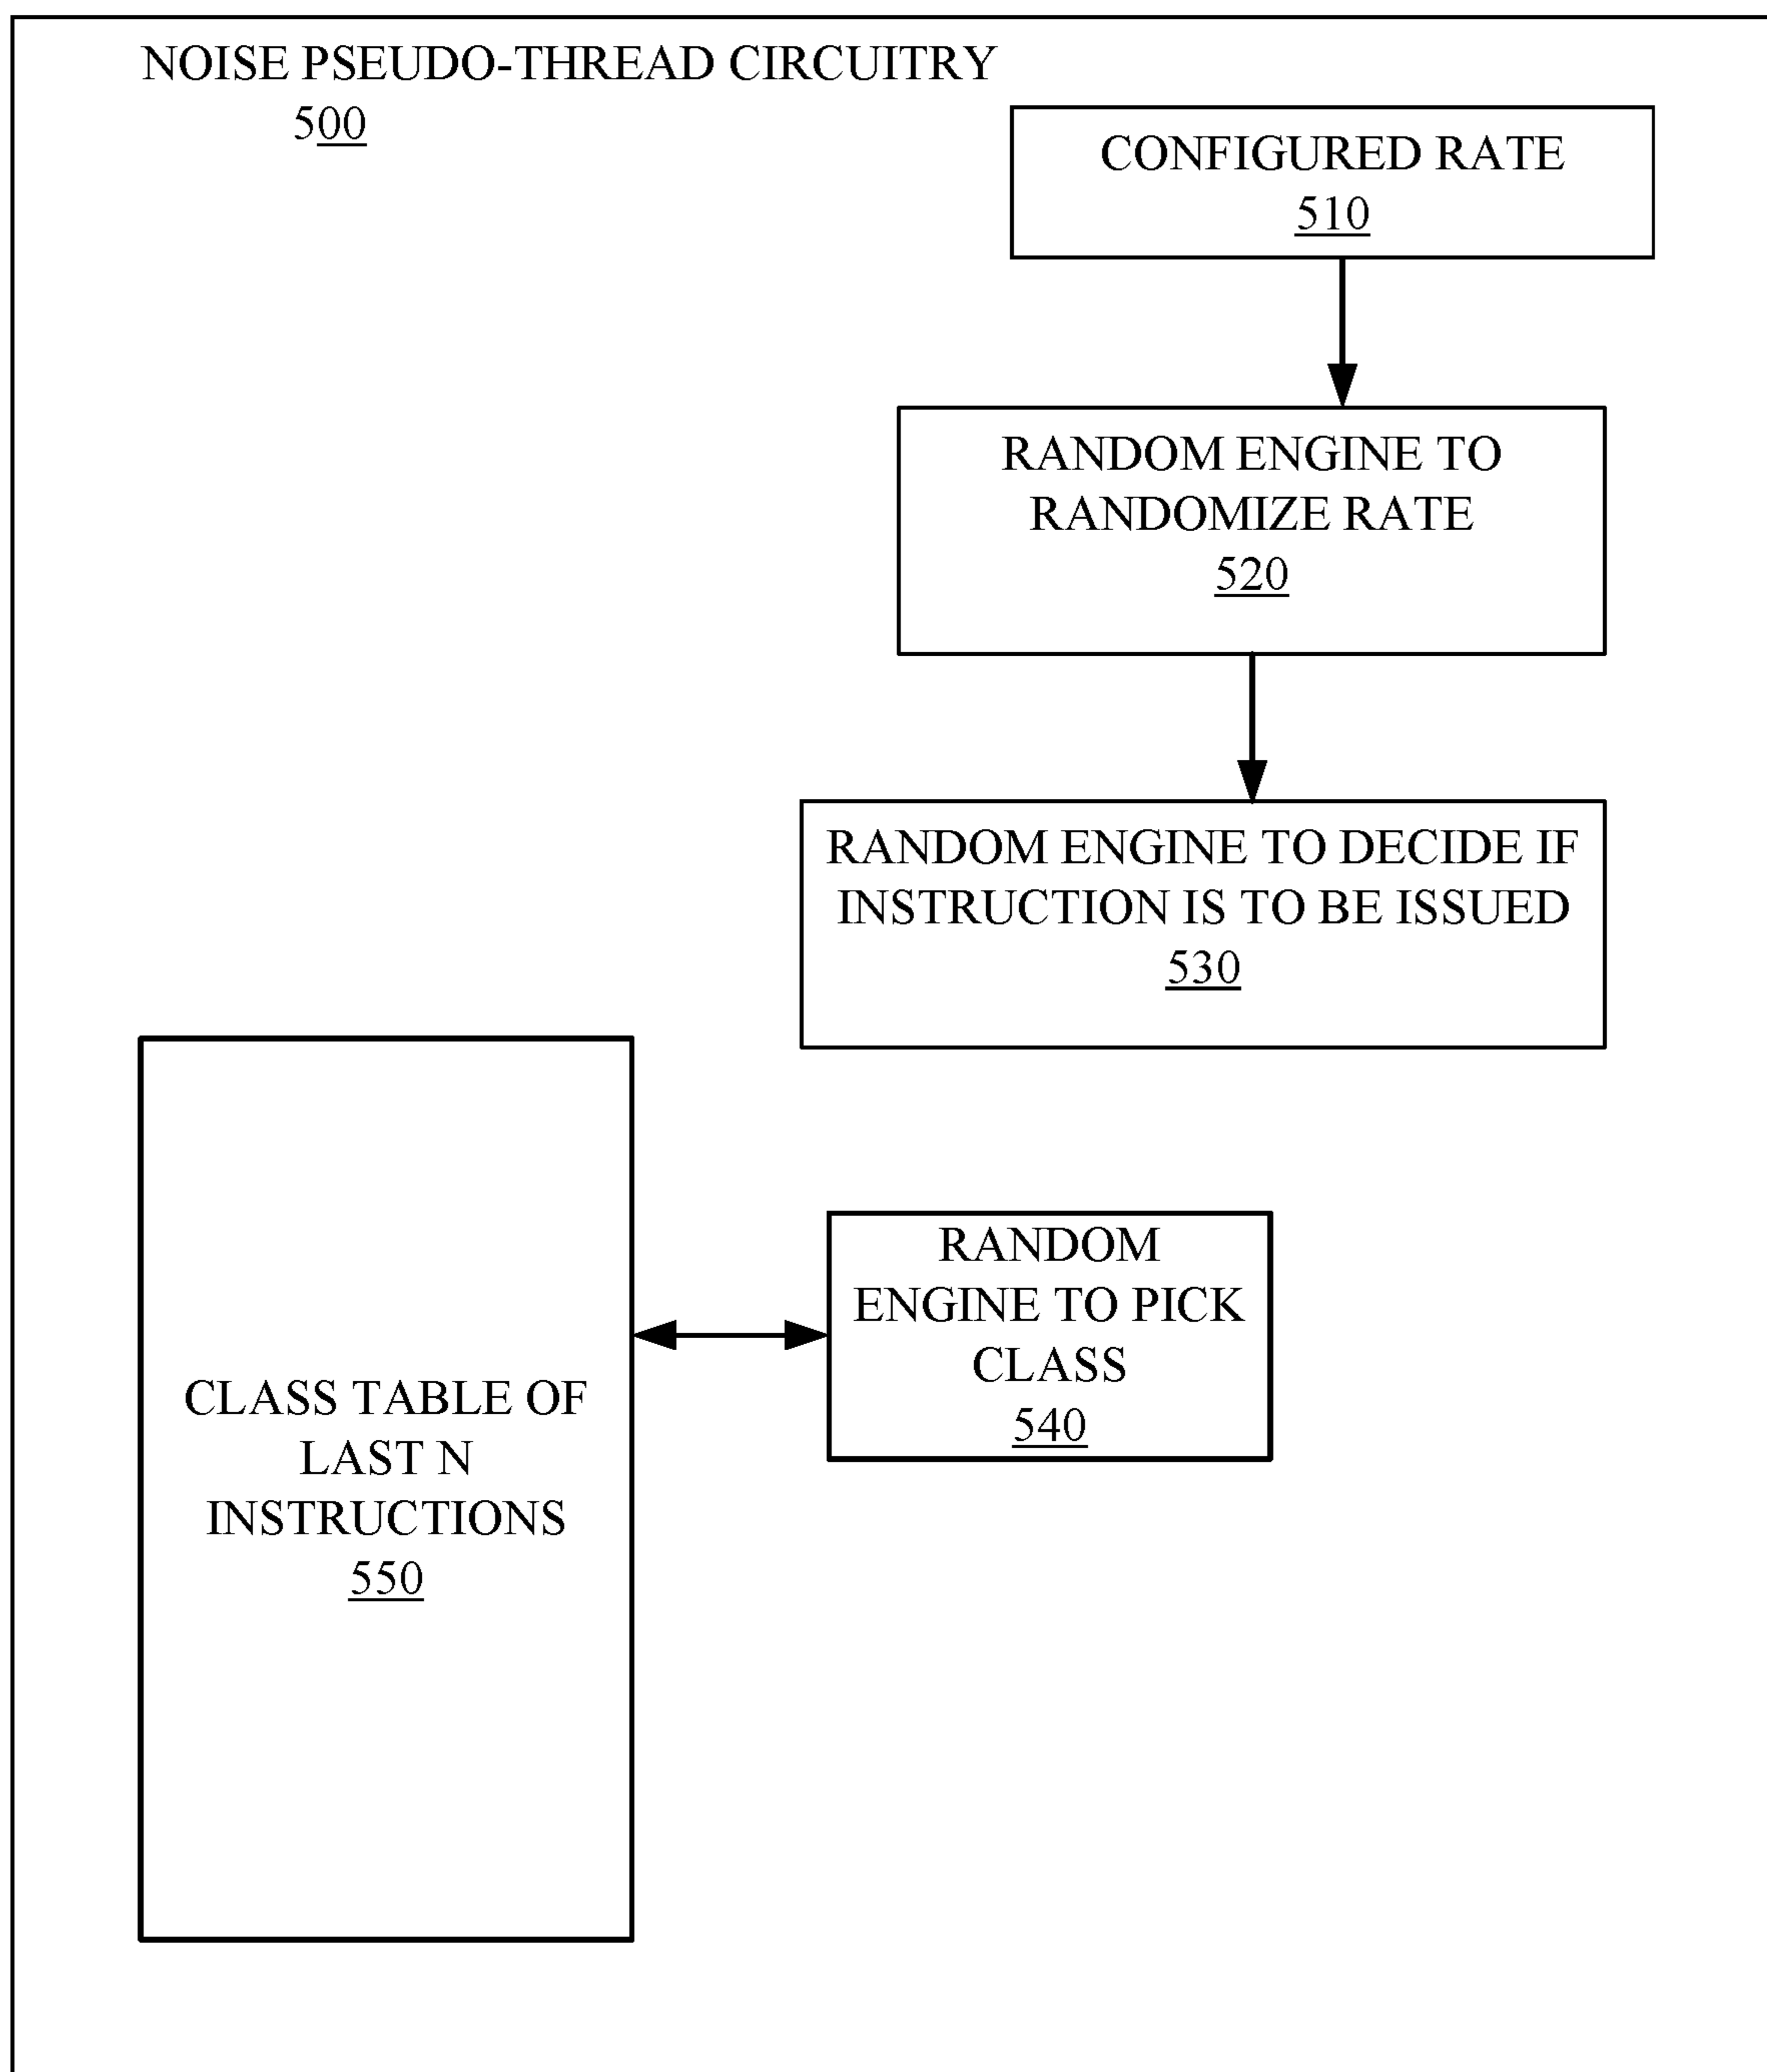 NOISE PSEUDO-THREAD CIRCUITRY
500
CONFIGURED RATE
510
RANDOM ENGINE TO
RANDOMIZE RATE
520
RANDOM ENGINE TO DECIDE IF
INSTRUCTION IS TO BE ISSUED
530
RANDOM
ENGINE TO PICK
CLASS
540
CLASS TABLE OF
LAST N
INSTRUCTIONS
550